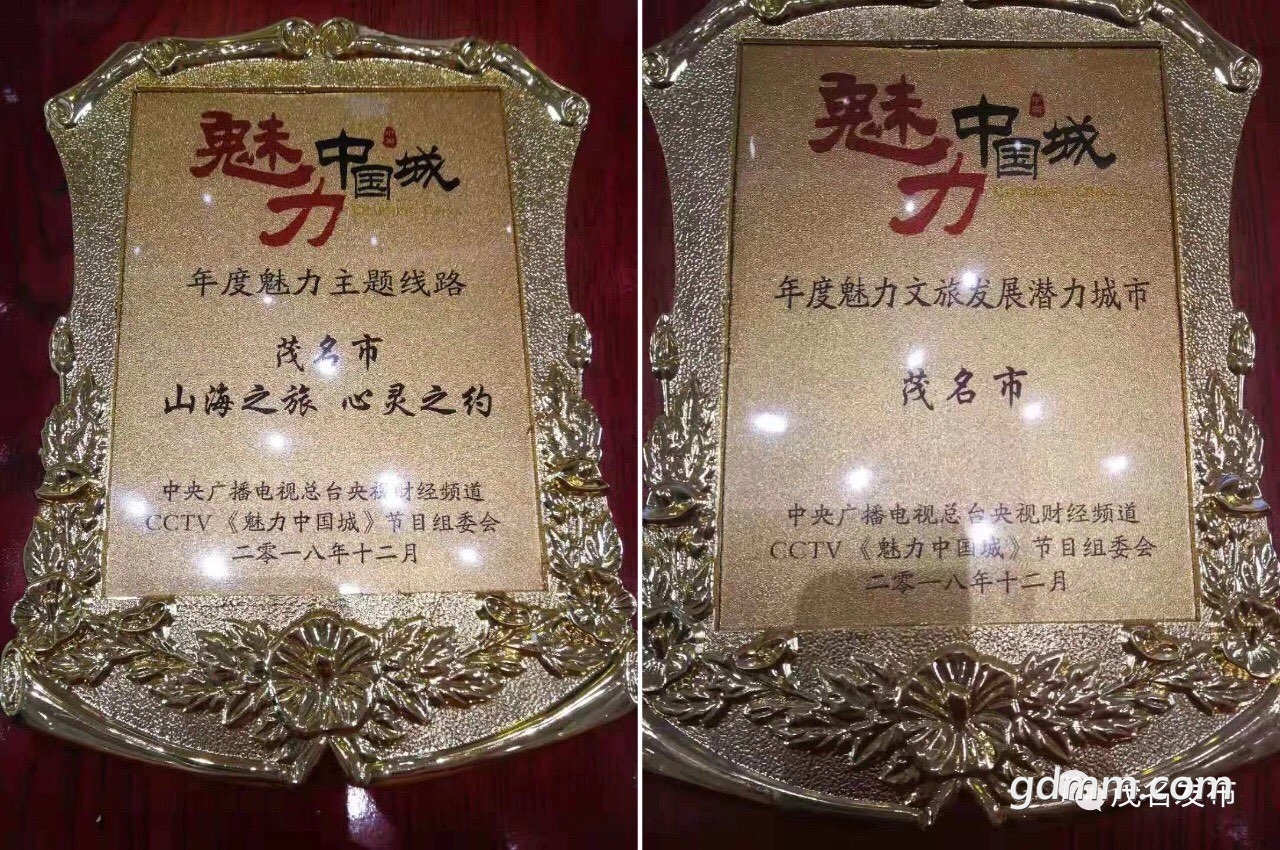 魅力中国城
年度魅力主题线路
茂名市
山海之旅 心灵之约
中央广播电视总台央视财经频道
CCTV《魅力中国城》节目组委会
二零一八年十二月
魅力中国城
年度魅力文旅发展潜力城市
茂名市
中央广播电视总台央视财经频道
CCTV《魅力中国城》节目组委会
二零一八年十二月
gdmm.com
茂名发布